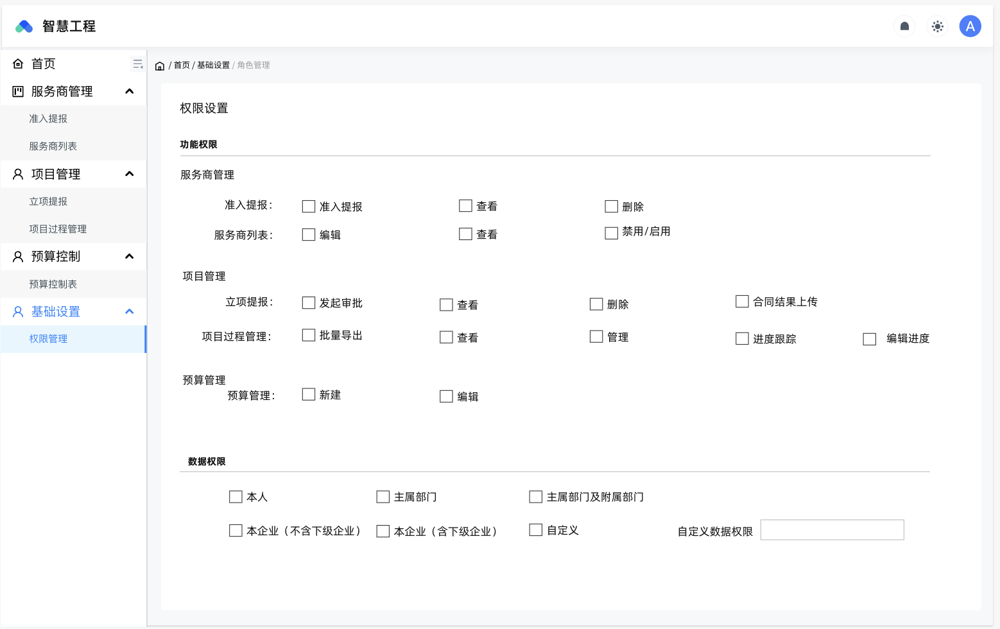 智慧工程
A
首页
服务商管理
准入提报
服务商列表
项目管理
立项提报
项目过程管理
预算控制
预算控制表
基础设置
权限管理
/ 首页 / 基础设置 / 角色管理
权限设置
功能权限
服务商管理
准入提报： 准入提报 查看 删除
服务商列表： 编辑 查看 禁用/启用
项目管理
立项提报： 发起审批 查看 删除 合同结果上传
项目过程管理： 批量导出 查看 管理 进度跟踪 编辑进度
预算管理
预算管理： 新建 编辑
数据权限
本人 主属部门 主属部门及附属部门
本企业（不含下级企业） 本企业（含下级企业） 自定义 自定义数据权限